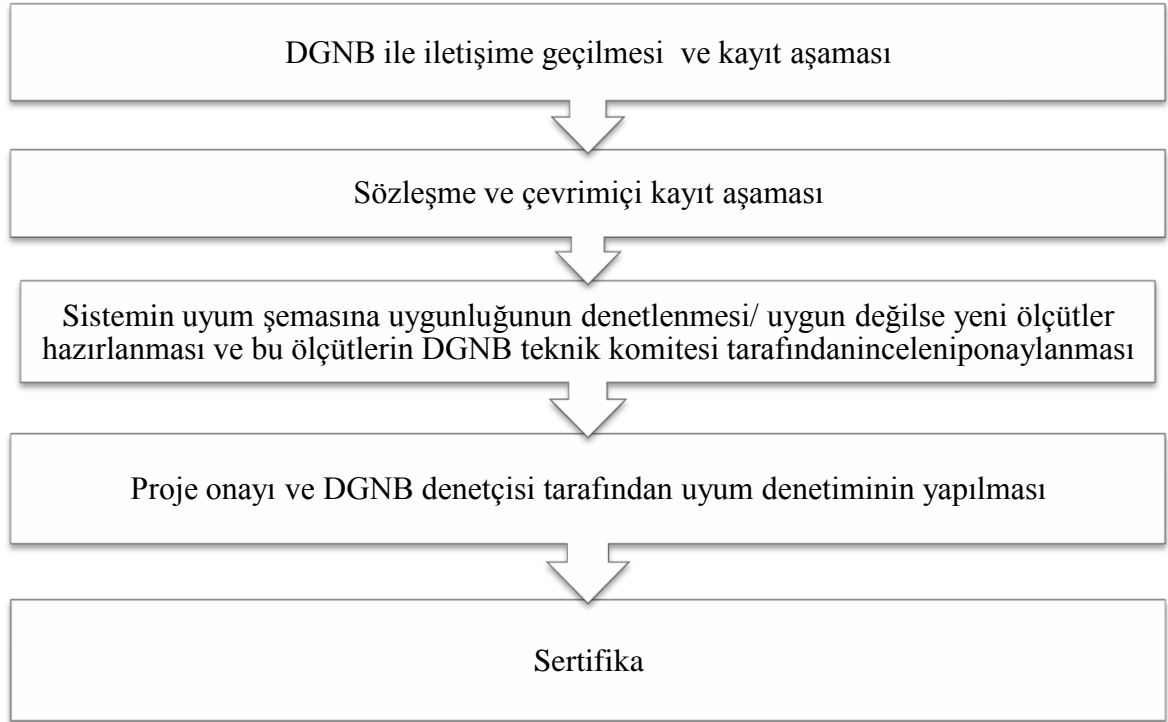 DGNB ile iletişime geçilmesi ve kayıt aşaması
Sözleşme ve çevrimiçi kayıt aşaması
Sistemin uyum şemasına uygunluğunun denetlenmesi/ uygun değilse yeni ölçütler
hazırlanması ve bu ölçütlerin DGNB teknik komitesi tarafındaninceleniponaylanması
Proje onayı ve DGNB denetçisi tarafından uyum denetiminin yapılması
Sertifika